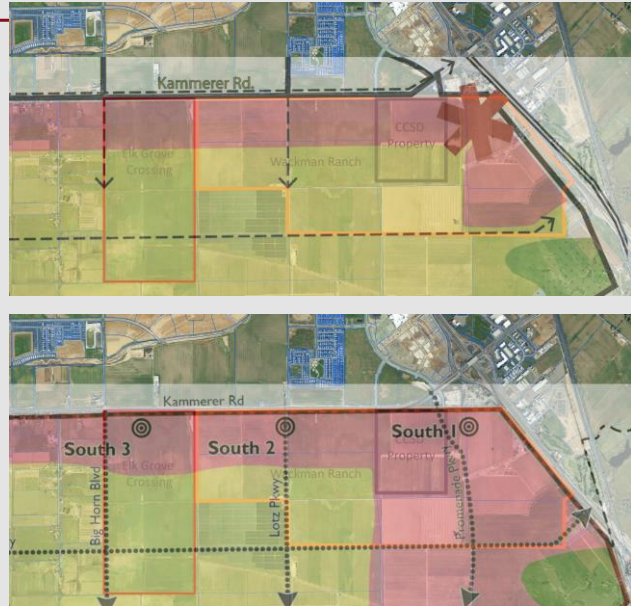 Kammerer Rd.
CCSD
Property
Elk Grove
Crossing
Wackman Ranch
Kammerer Rd
South 3
South 2
South 1
Elk Grove
Crossing
Wackman Ranch
Property
Big Horn Blvd
Lotz Pkwy
Promenade Pkwy
y